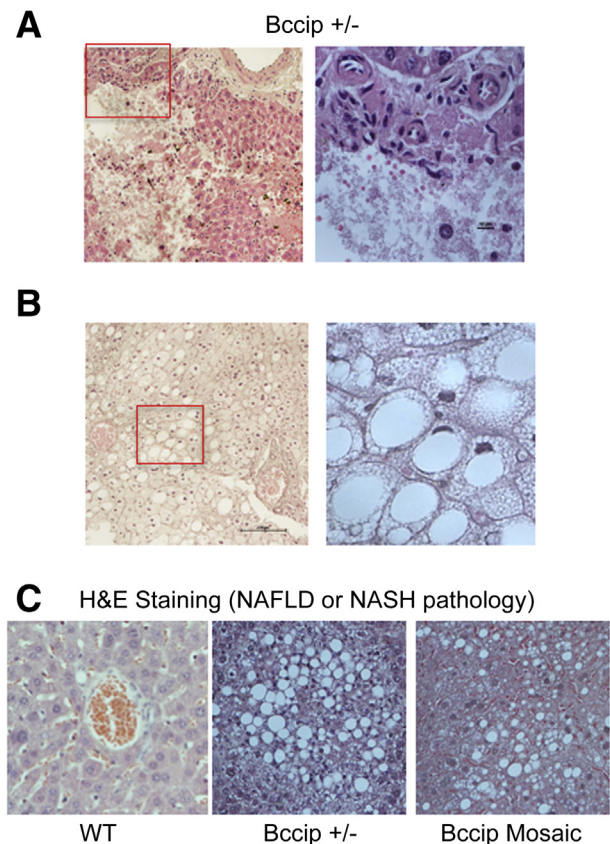 A
Bccip +/-
B
C
H&E Staining (NAFLD or NASH pathology)
WT
Bccip +/-
Bccip Mosaic